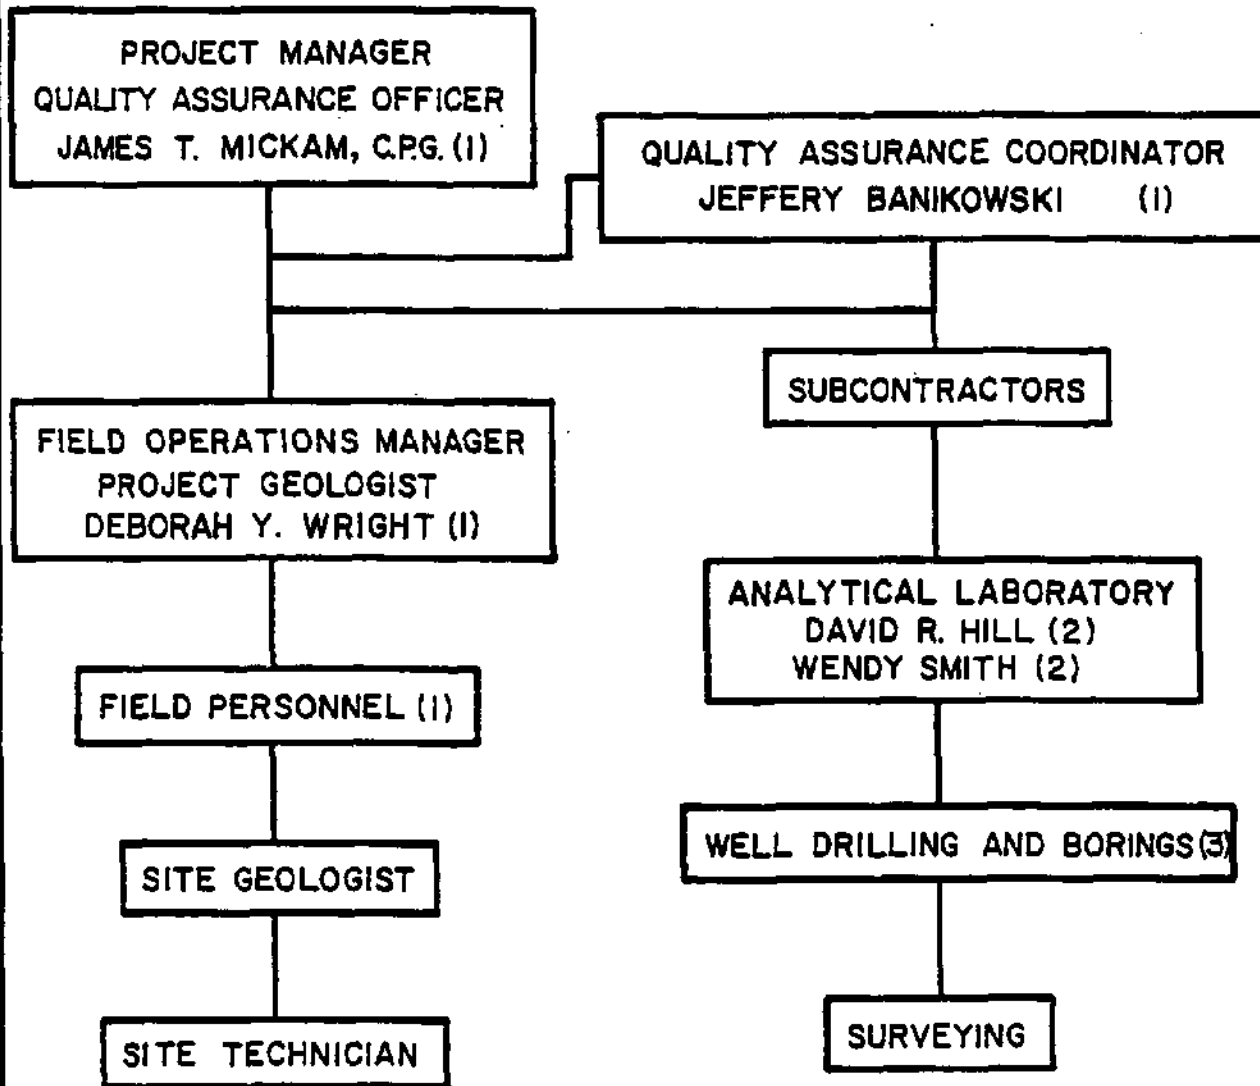 PROJECT MANAGER
QUALITY ASSURANCE OFFICER
JAMES T. MICKAM, C.P.G. (1)
QUALITY ASSURANCE COORDINATOR
JEFFERY BANIKOWSKI (1)
SUBCONTRACTORS
FIELD OPERATIONS MANAGER
PROJECT GEOLOGIST
DEBORAH Y. WRIGHT (1)
ANALYTICAL LABORATORY
DAVID R. HILL (2)
WENDY SMITH (2)
FIELD PERSONNEL (1)
WELL DRILLING AND BORINGS (3)
SITE GEOLOGIST
SURVEYING
SITE TECHNICIAN